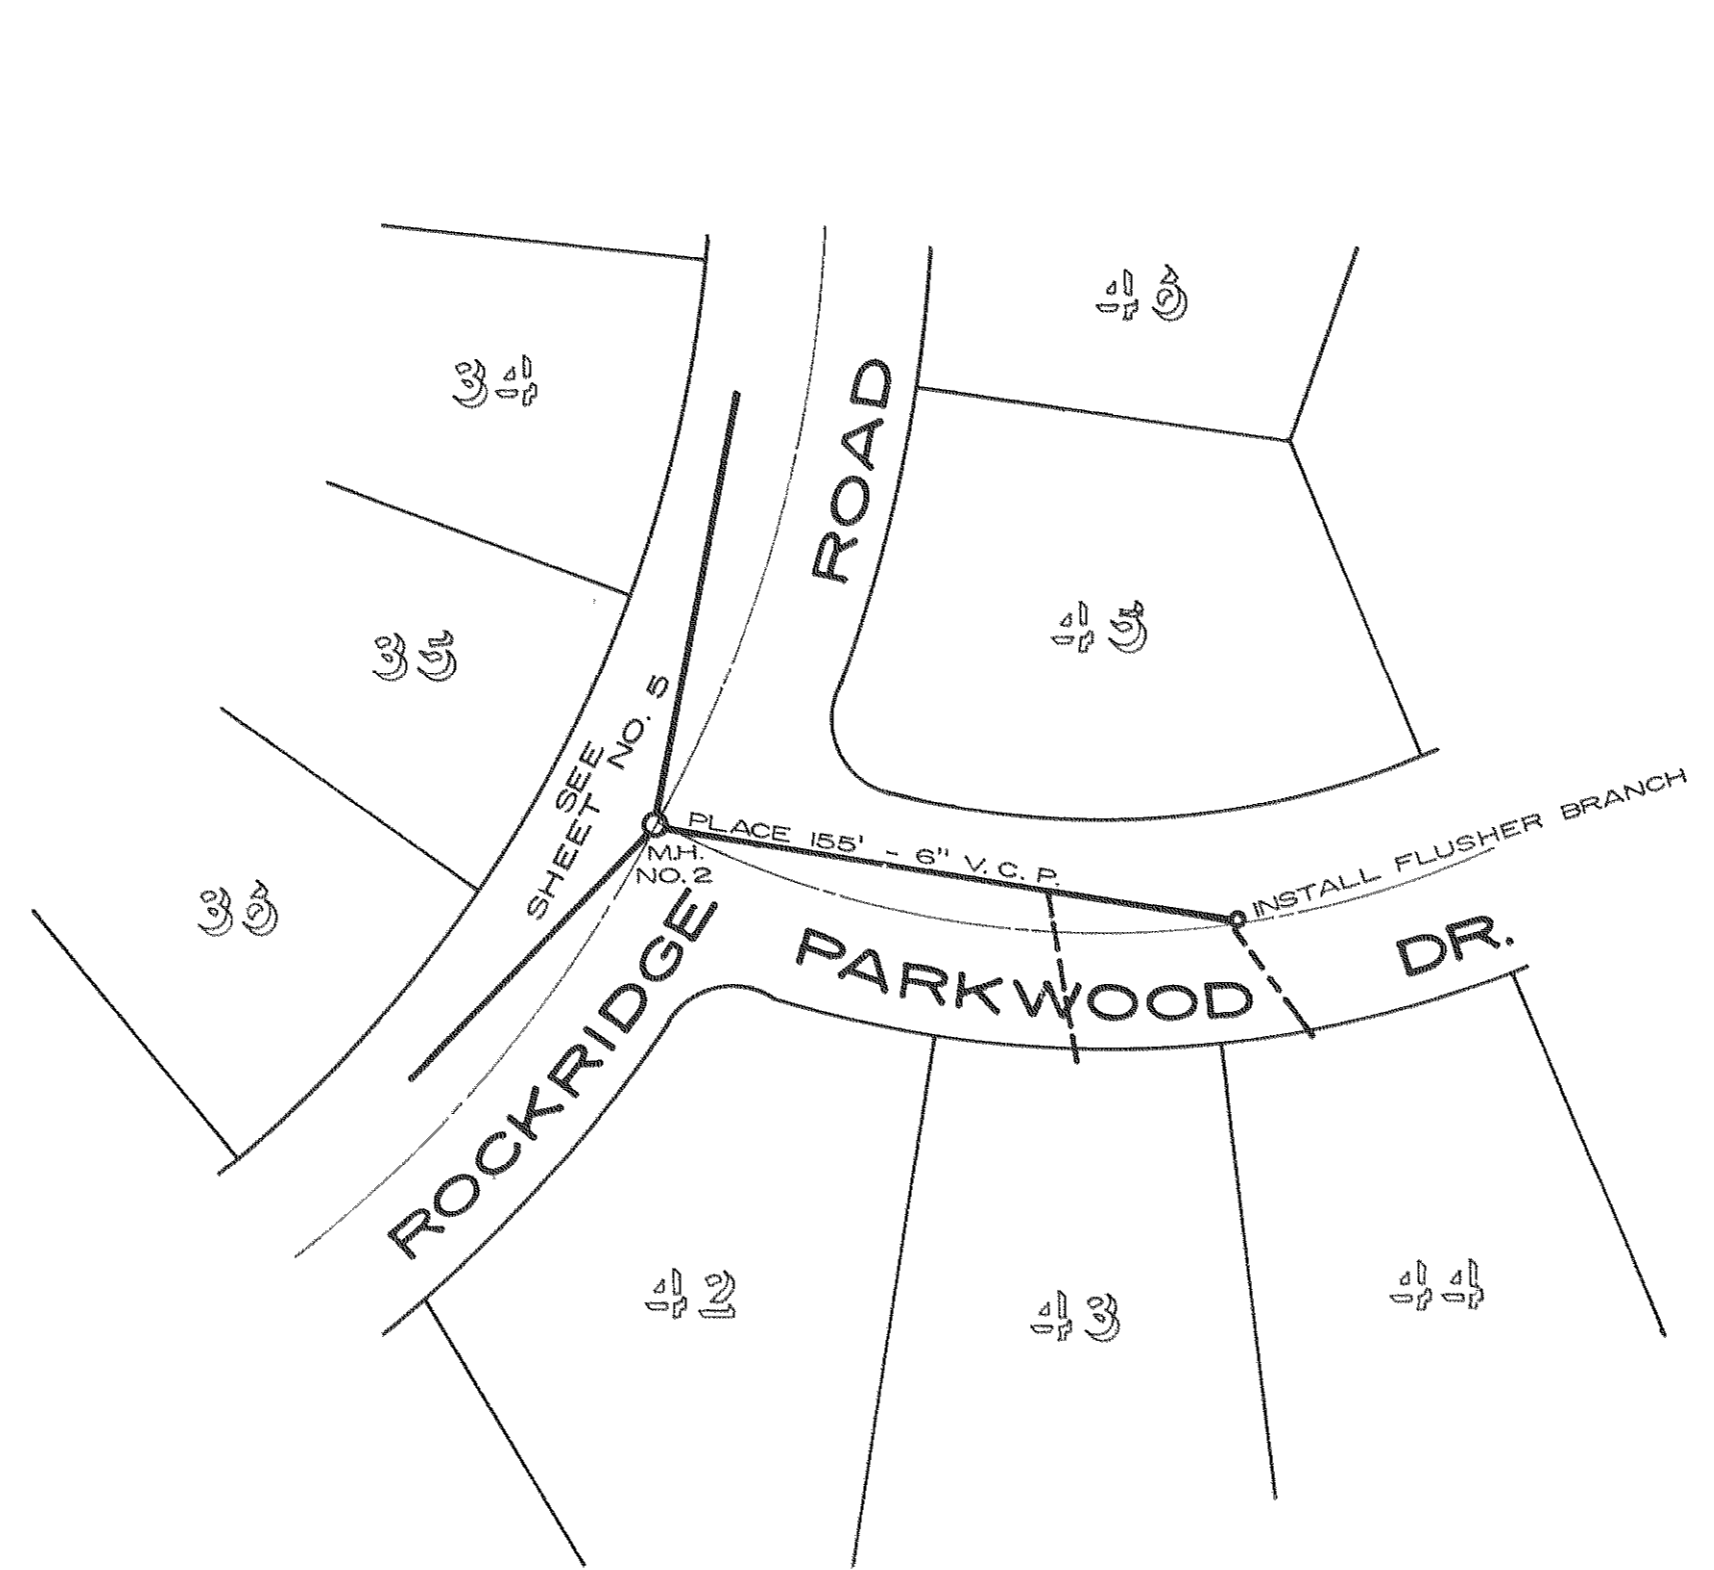 46
34
ROAD
45
35
SEE
SHEET NO. 5
PLACE 155' - 6" V. C. P.
INSTALL FLUSHER BRANCH
M.H.
NO. 2
36
ROCKRIDGE
PARKWOOD DR.
42
43
44